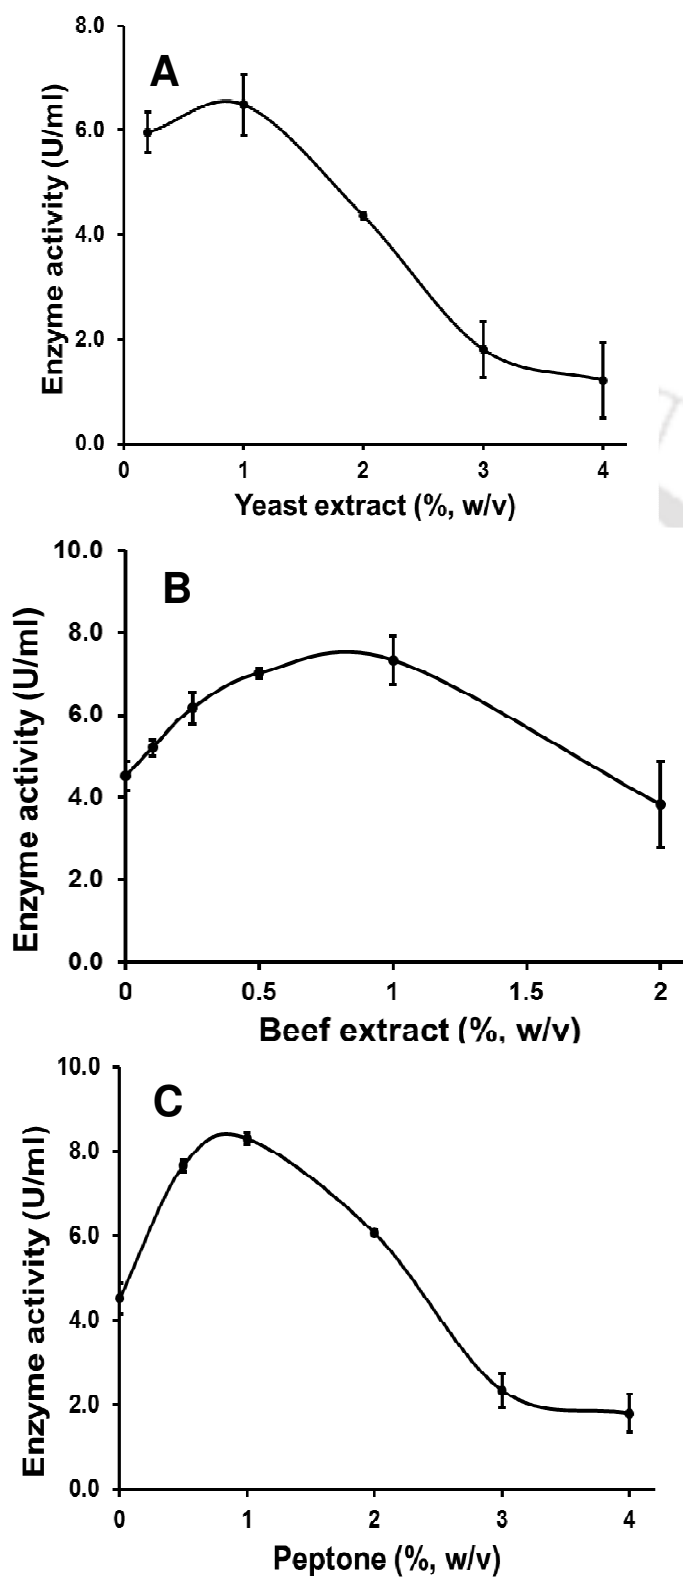 A
Enzyme activity (U/ml)
8.0
6.0
4.0
2.0
0.0
0 1 2 3 4
Yeast extract (%, w/v)
B
Enzyme activity (U/ml)
10.0
8.0
6.0
4.0
2.0
0.0
0 0.5 1 1.5 2
Beef extract (%, w/v)
C
Enzyme activity (U/ml)
10.0
8.0
6.0
4.0
2.0
0.0
0 1 2 3 4
Peptone (%, w/v)